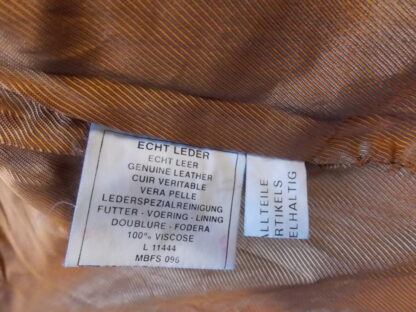 ECHT LEDER
ECHT LEER
GENUINE LEATHER
CUIR VERITABLE
VERA PELLE
LEDERSPEZIALREINIGUNG
FUTTER - VOERING - LINING
DOUBLURE - FODERA
100% VISCOSE
L 11444
MBFS 096